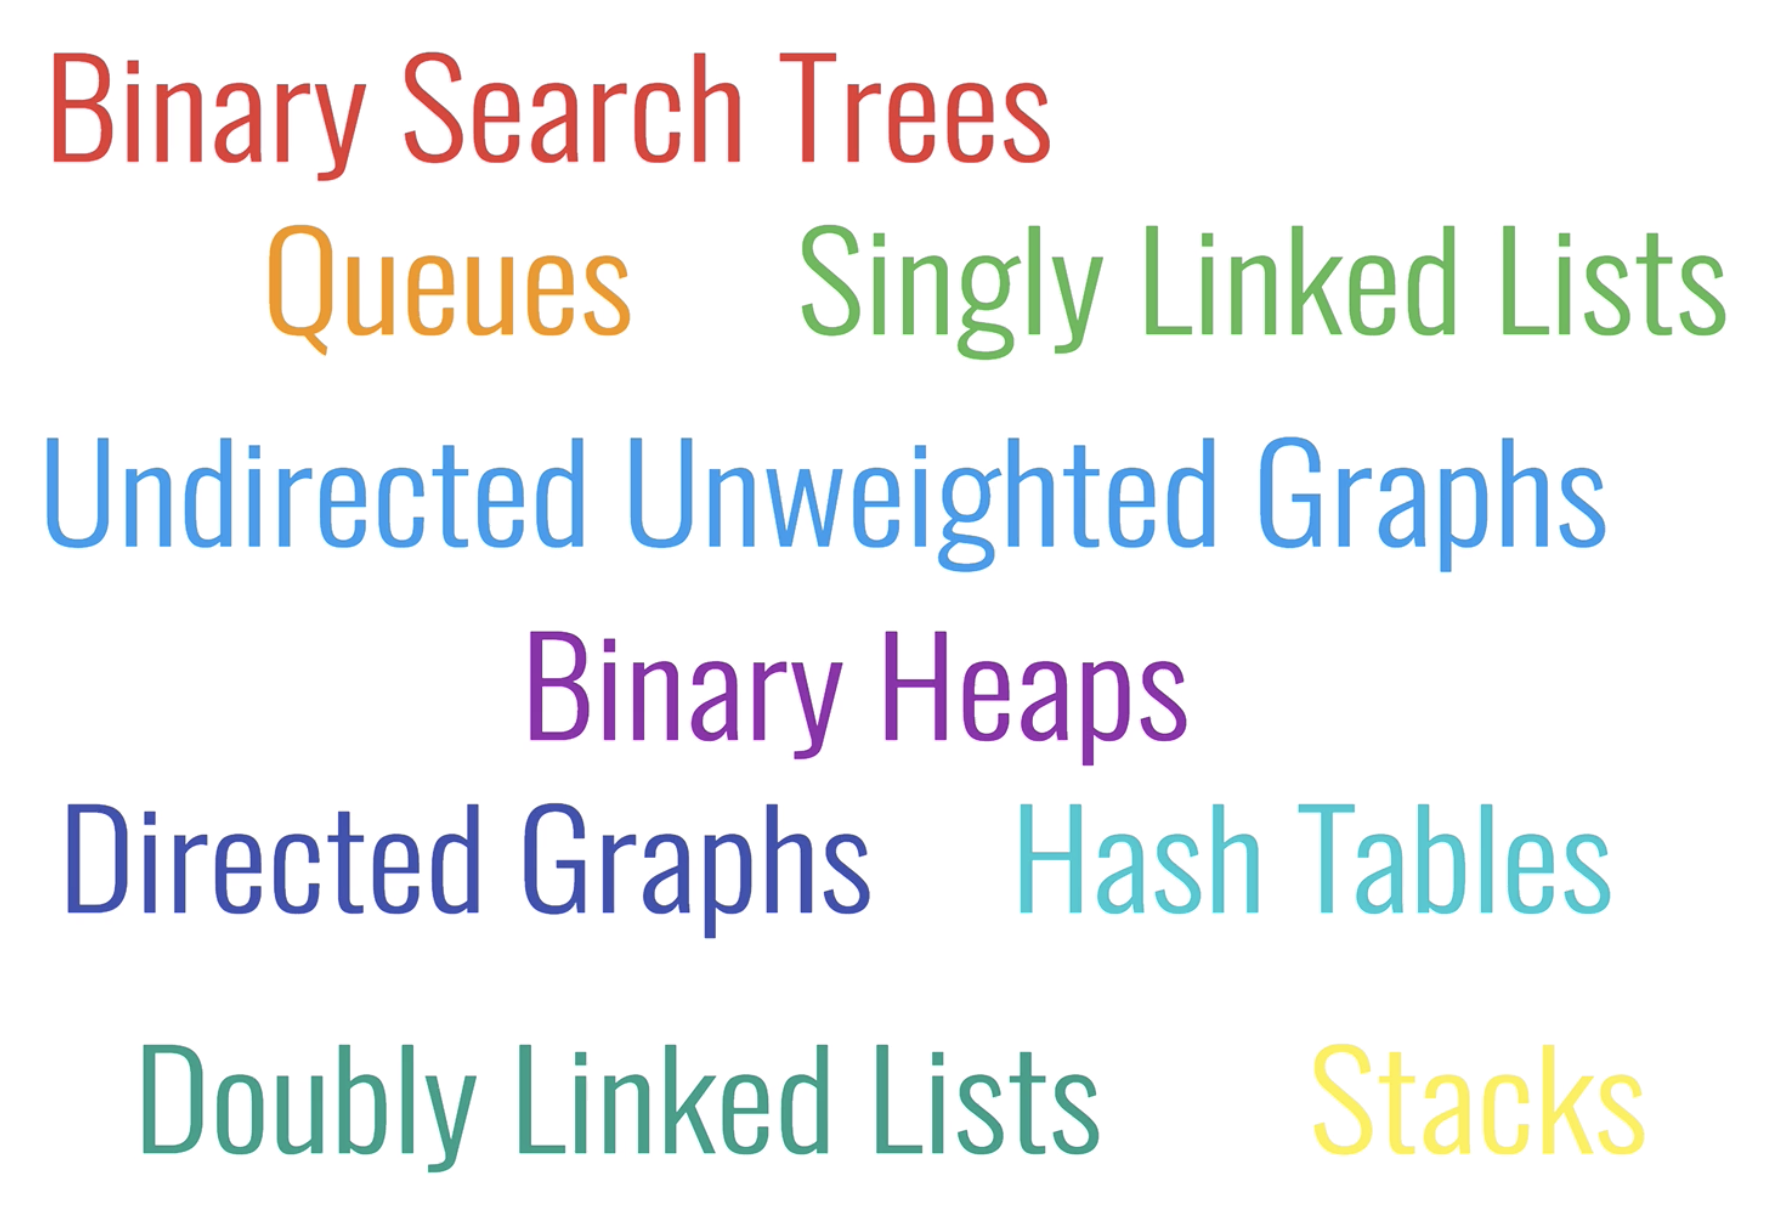 Binary Search Trees
Queues Singly Linked Lists
Undirected Unweighted Graphs
Binary Heaps
Directed Graphs Hash Tables
Doubly Linked Lists Stacks